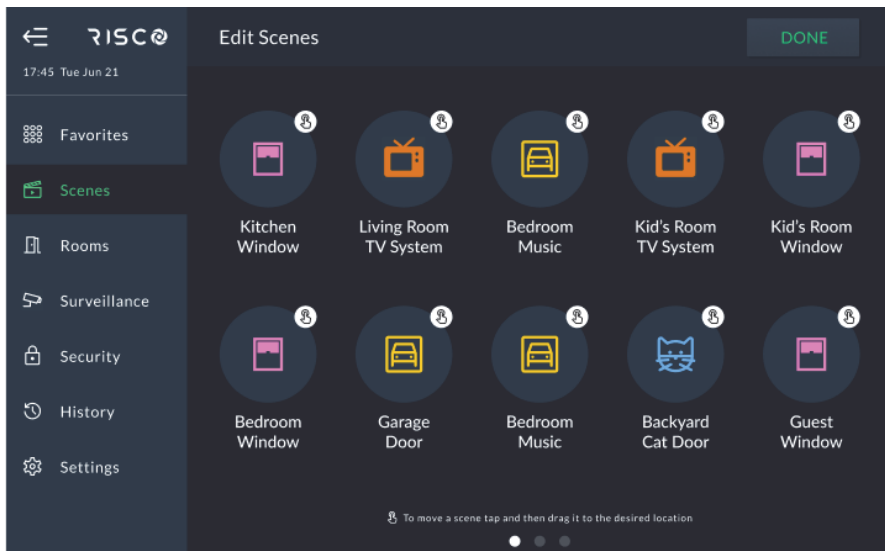 RISCO
Edit Scenes
DONE
17:45 Tue Jun 21
Favorites
Scenes
Rooms
Surveillance
Security
History
Settings
Kitchen
Window
Living Room
TV System
Bedroom
Music
Kid's Room
TV System
Kid's Room
Window
Bedroom
Window
Garage
Door
Bedroom
Music
Backyard
Cat Door
Guest
Window
To move a scene tap and then drag it to the desired location